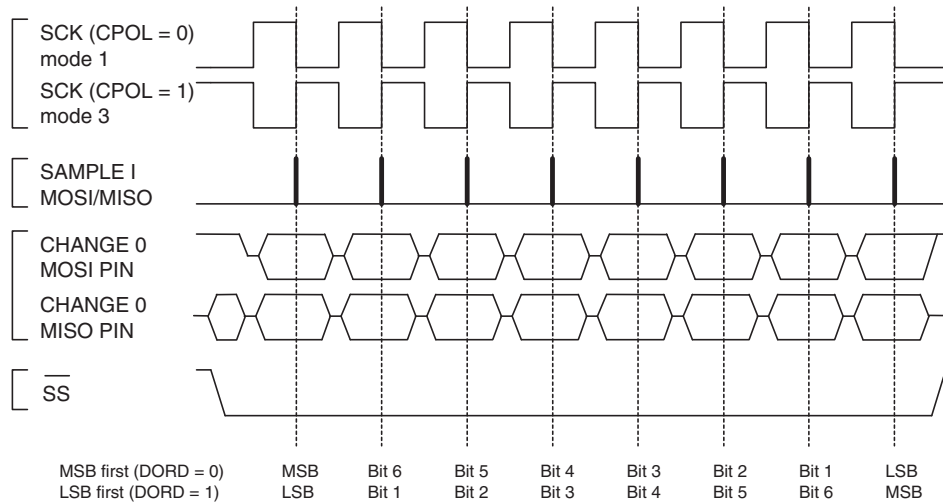 SCK (CPOL = 0)
mode 1
SCK (CPOL = 1)
mode 3
SAMPLE I
MOSI/MISO
CHANGE 0
MOSI PIN
CHANGE 0
MISO PIN
SS
MSB first (DORD = 0) MSB Bit 6 Bit 5 Bit 4 Bit 3 Bit 2 Bit 1 LSB
LSB first (DORD = 1) LSB Bit 1 Bit 2 Bit 3 Bit 4 Bit 5 Bit 6 MSB